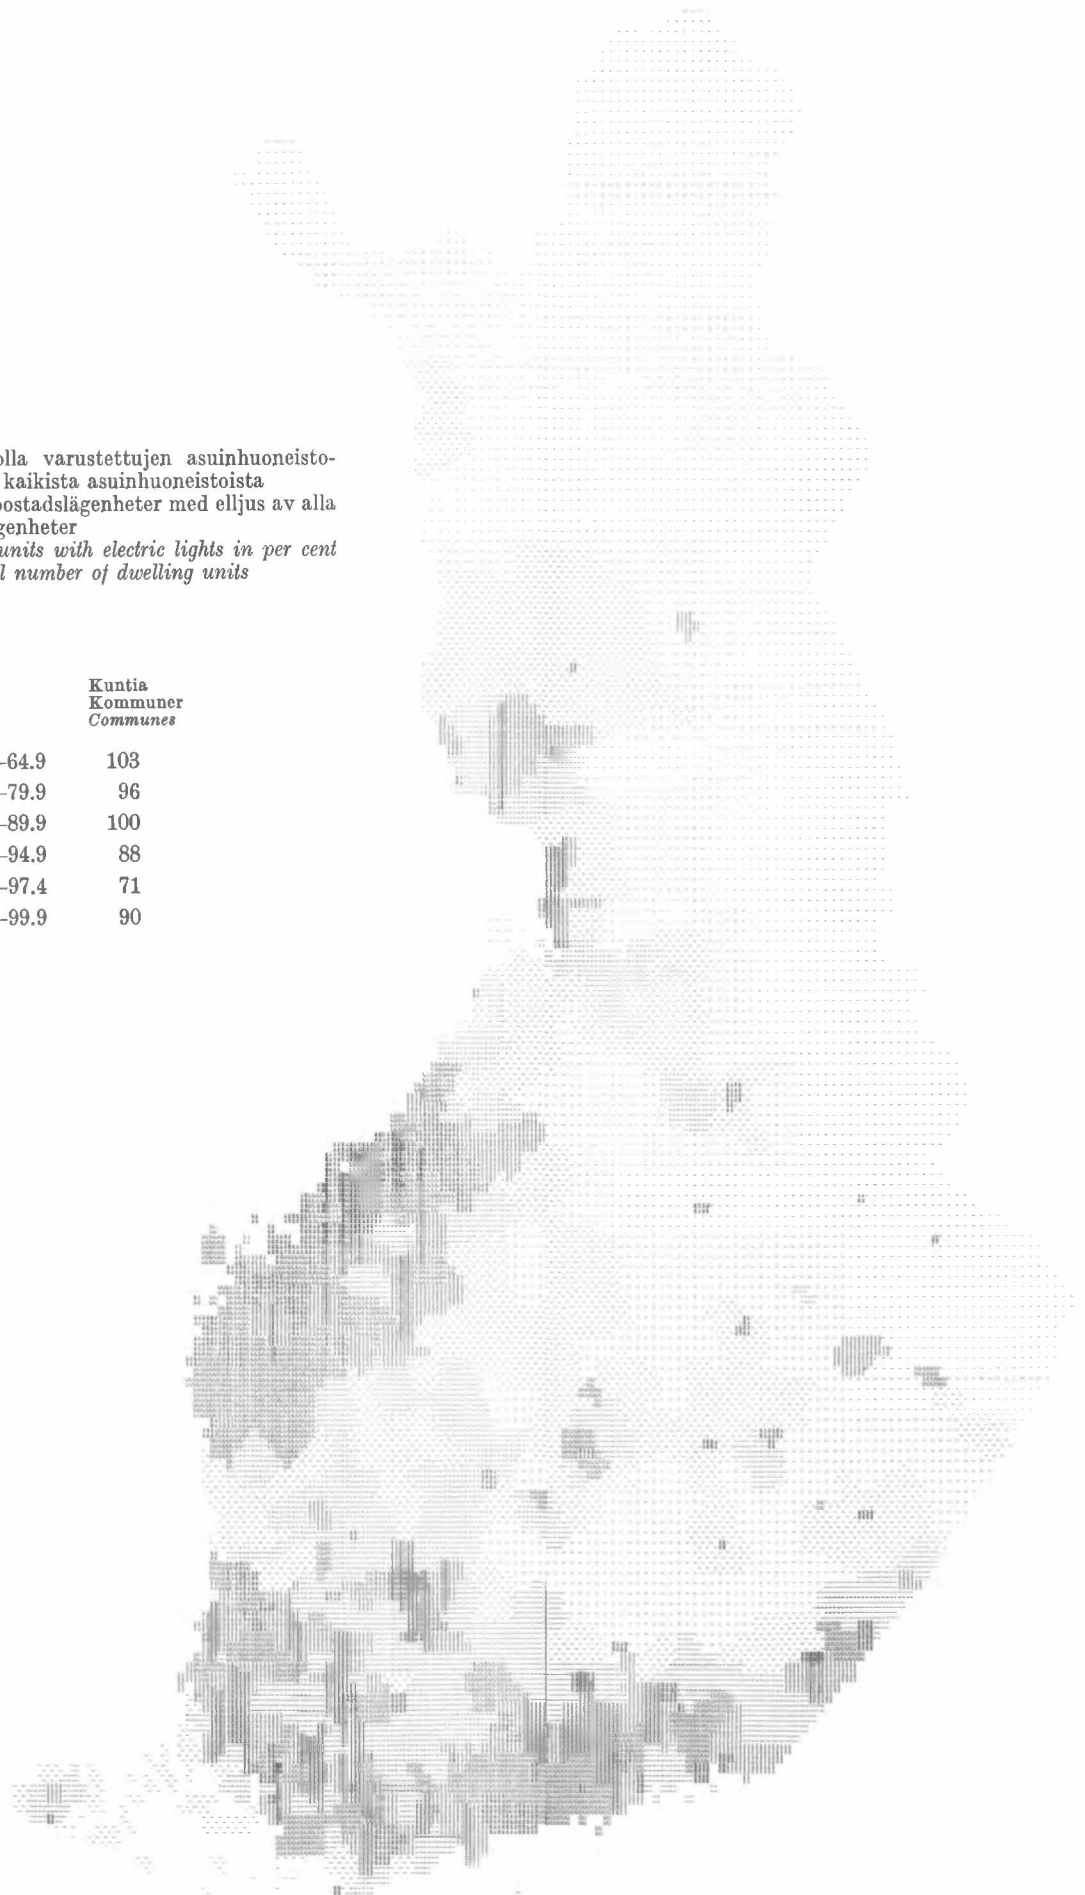 olla varustettujen asuinhuoneisto-
kaikista asuinhuoneistoista
bostadslägenheter med elljus av alla
genheter
units with electric lights in per cent
l number of dwelling units
Kuntia
Kommuner
Communes
–64.9 103
–79.9 96
–89.9 100
–94.9 88
–97.4 71
–99.9 90